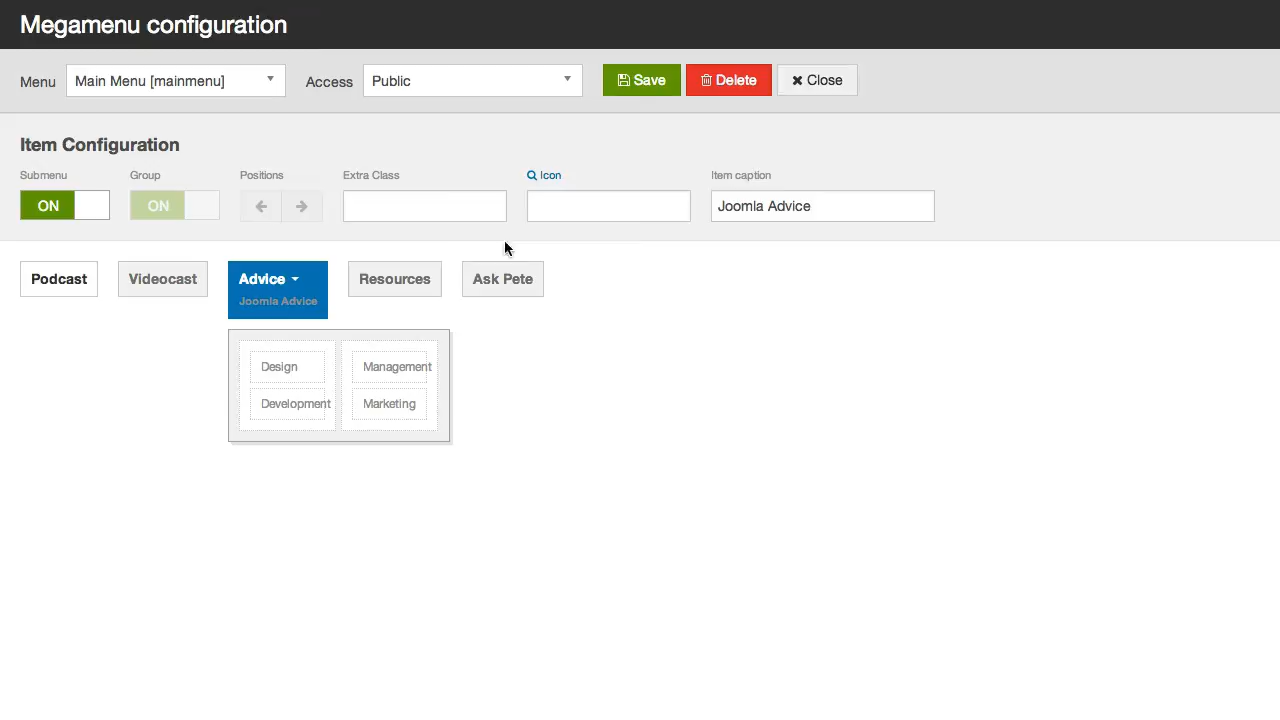 Megamenu configuration
Menu Main Menu [mainmenu] Access Public Save Delete Close
Item Configuration
Submenu Group Positions Extra Class Icon Item caption
ON ON Joomla Advice
Podcast Videocast Advice Resources Ask Pete
Joomla Advice
Design Management
Development Marketing